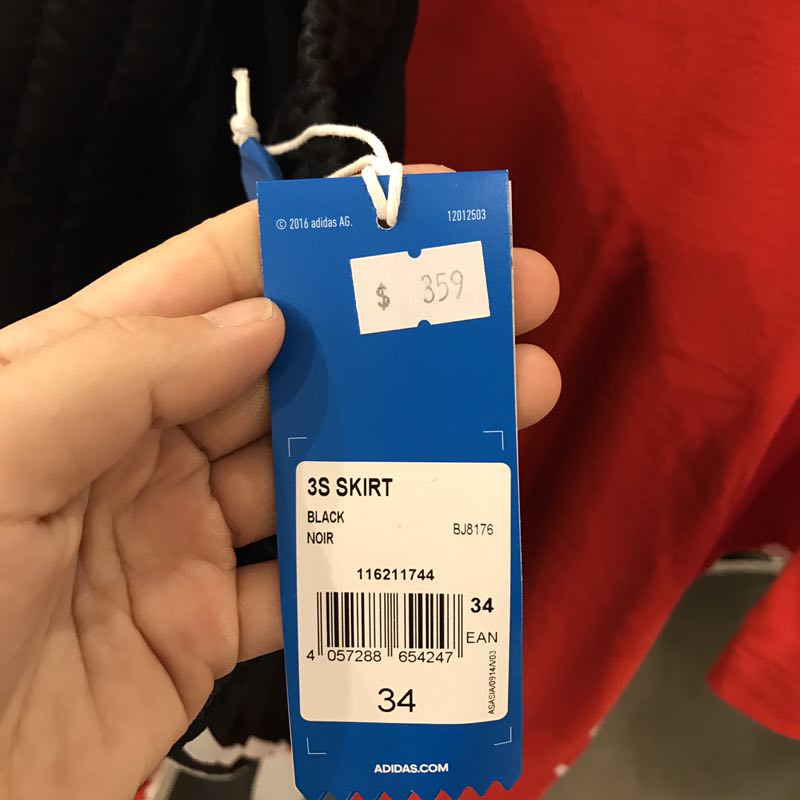 © 2016 adidas AG.
12012503
$ 359
3S SKIRT
BLACK
NOIR
BJ8176
116211744
34
EAN
4 057288 654247
34
ASASIA/0914/V03
ADIDAS.COM